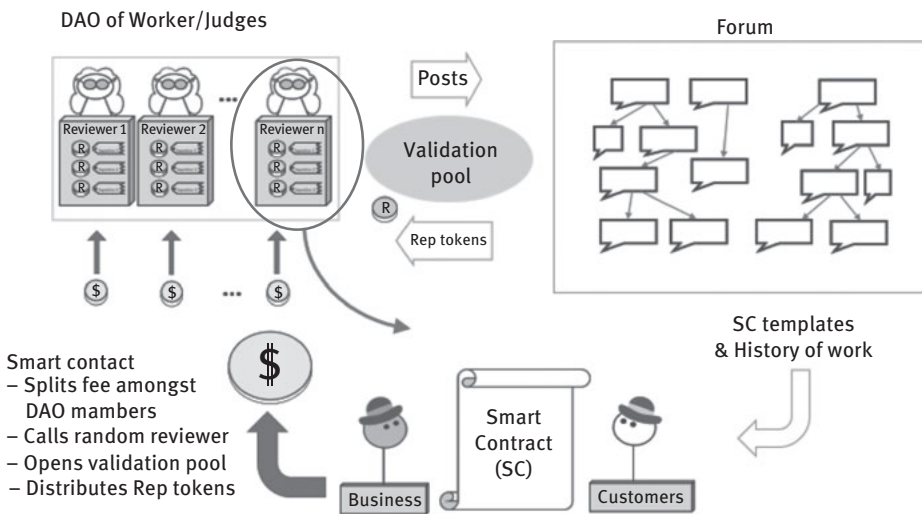 DAO of Worker/Judges
Forum
Reviewer 1
Reviewer 2
...
Reviewer n
R
R
R
R
R
R
R
R
R
Posts
Validation
pool
R
Rep tokens
$
$
...
$
SC templates
& History of work
Smart contact
– Splits fee amongst
DAO mambers
– Calls random reviewer
– Opens validation pool
– Distributes Rep tokens
$
Smart
Contract
(SC)
Business
Customers